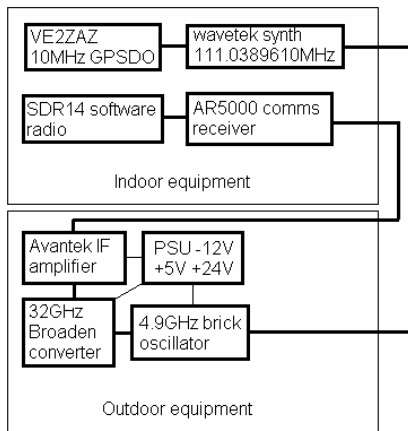 VE2ZAZ
10MHz GPSDO
wavetek synth
111.0389610MHz
SDR14 software
radio
AR5000 comms
receiver
Indoor equipment
Avantek IF
amplifier
PSU -12V
+5V +24V
32GHz
Broaden
converter
4.9GHz brick
oscillator
Outdoor equipment